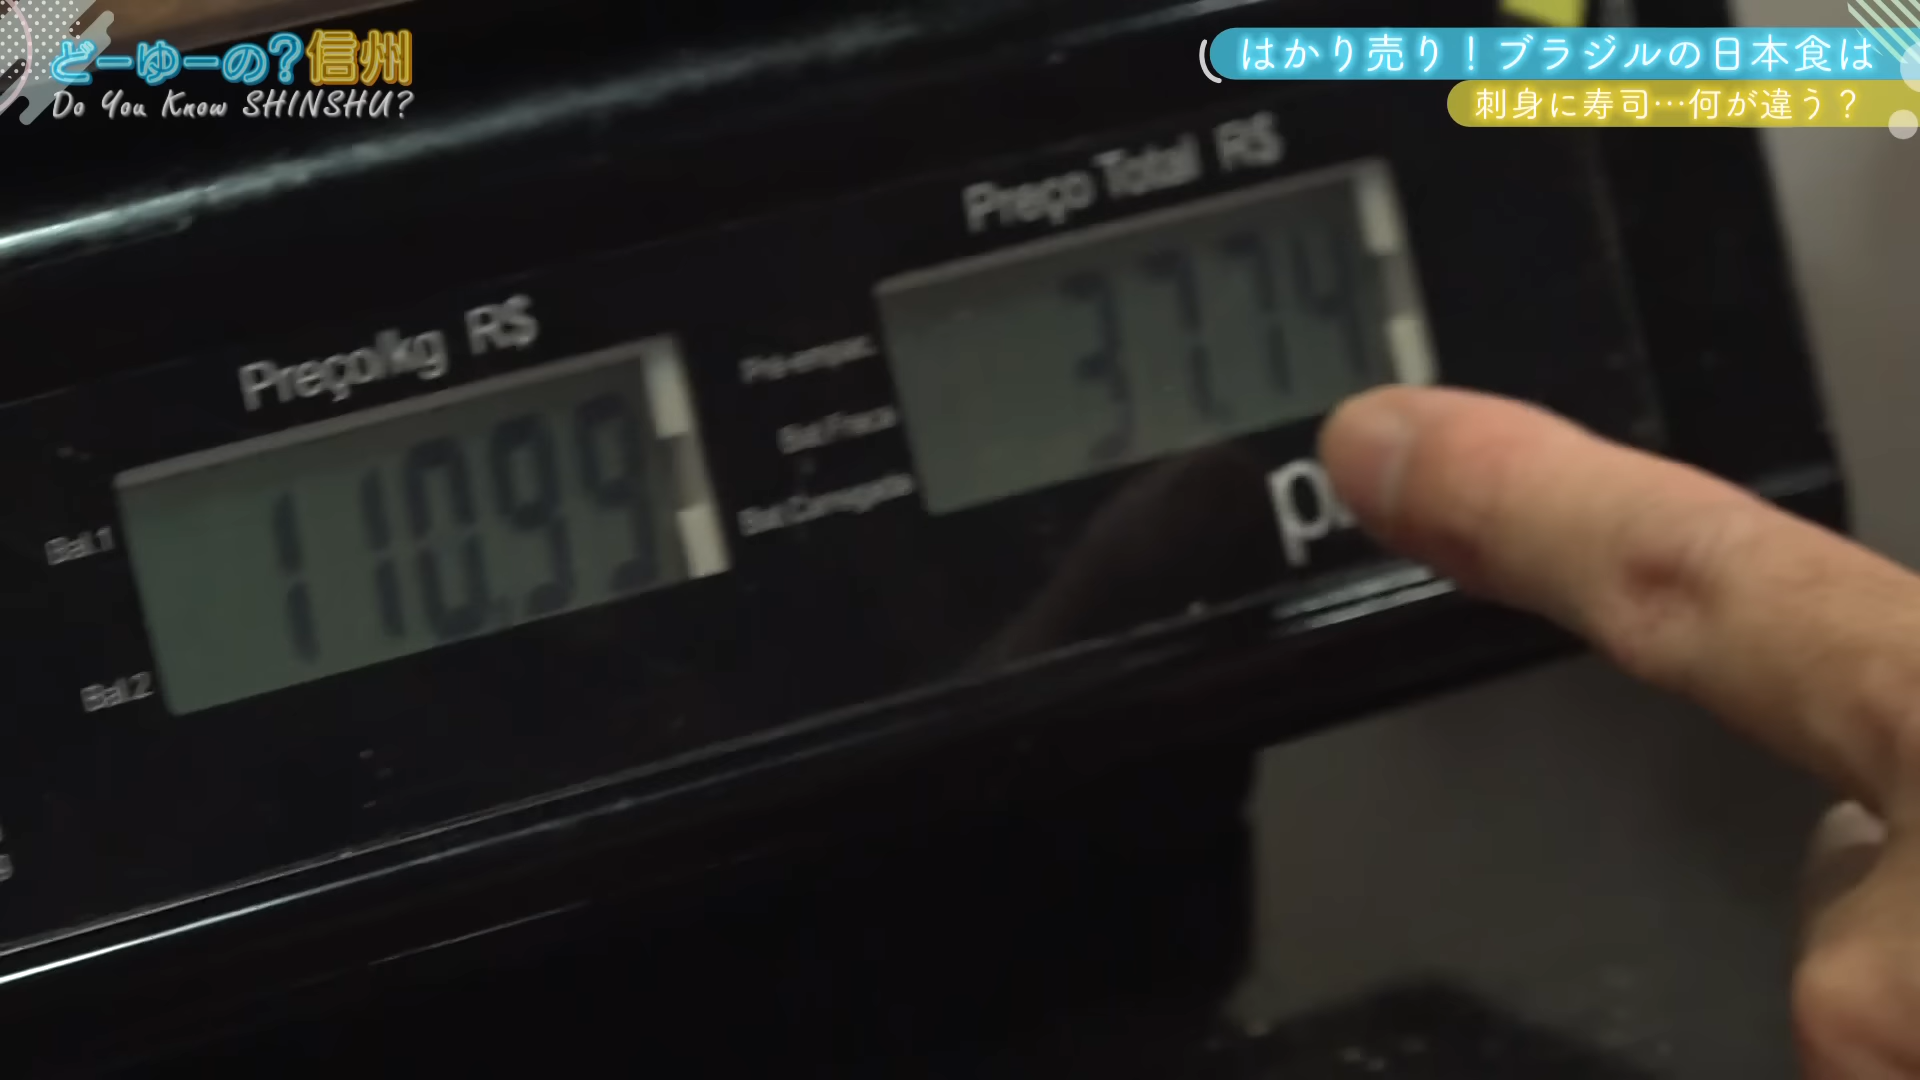 どーゆーの?信州
Do You Know SHINSHU?
はかり売り!ブラジルの日本食は
刺身に寿司…何が違う?
Preço Total R$
37.74
Preço/kg R$
110.99
Bal.1
Bal.2
Bat Fraca